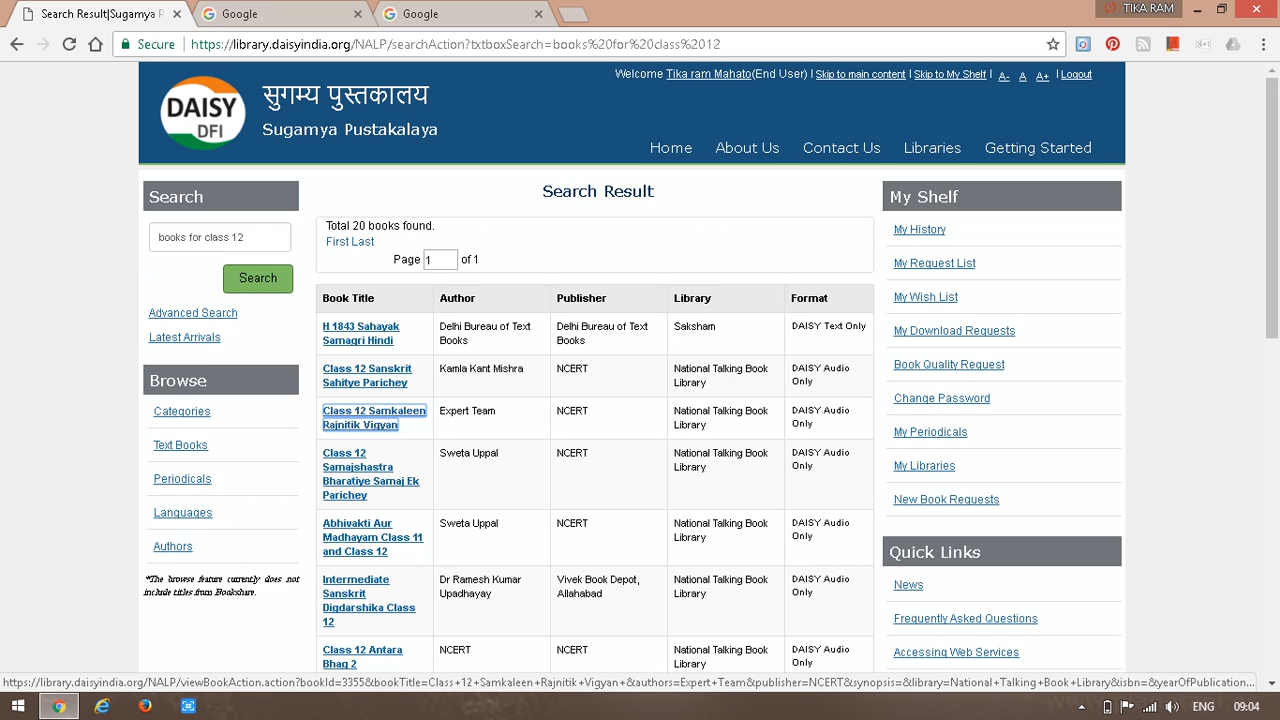 Search Result|Sugamya P
Google
Google
TIKA RAM
Secure
https://library.daisyindia.org/NALP/searchAction?txtboxSearch=books%20for%20class%2012
Welcome Tika ram Mahato(End User) | Skip to main content | Skip to My Shelf | A- A A+ | Logout
DAISY
DFI
सुगम्य पुस्तकालय
Sugamya Pustakalaya
Home About Us Contact Us Libraries Getting Started
Search
books for class 12
Search
Advanced Search
Latest Arrivals
Browse
Categories
Text Books
Periodicals
Languages
Authors
*The browse feature currently does not
include titles from Bookshare.
Search Result
Total 20 books found.
First Last
Page 1 of 1
Book Title Author Publisher Library Format
H 1843 Sahayak Delhi Bureau of Text Delhi Bureau of Text Saksham DAISY Text Only
Samagri Hindi Books Books
Class 12 Sanskrit Kamla Kant Mishra NCERT National Talking Book DAISY Audio
Sahitye Parichey Library Only
Class 12 Samkaleen Expert Team NCERT National Talking Book DAISY Audio
Rajnitik Vigyan Library Only
Class 12 Sweta Uppal NCERT National Talking Book DAISY Audio
Samajshastra Library Only
Bharatiye Samaj Ek
Parichey
Abhivakti Aur Sweta Uppal NCERT National Talking Book DAISY Audio
Madhayam Class 11 Library Only
and Class 12
Intermediate Dr Ramesh Kumar Vivek Book Depot, National Talking Book DAISY Audio
Sanskrit Upadhayay Allahabad Library Only
Digdarshika Class
12
Class 12 Antara NCERT NCERT National Talking Book DAISY Audio
Bhag 2 Library Only
My Shelf
My History
My Request List
My Wish List
My Download Requests
Book Quality Request
Change Password
My Periodicals
My Libraries
New Book Requests
Quick Links
News
Frequently Asked Questions
Accessing Web Services
https://library.daisyindia.org/NALP/viewBookAction.action?bookId=3355&bookTitle=Class+12+Samkaleen+Rajnitik+Vigyan+&authors=Expert+Team&publisher=NCERT&synopsis=&library=National+Talking+Book+Library&isbn=&yearOfPublication...
ENG 09:04